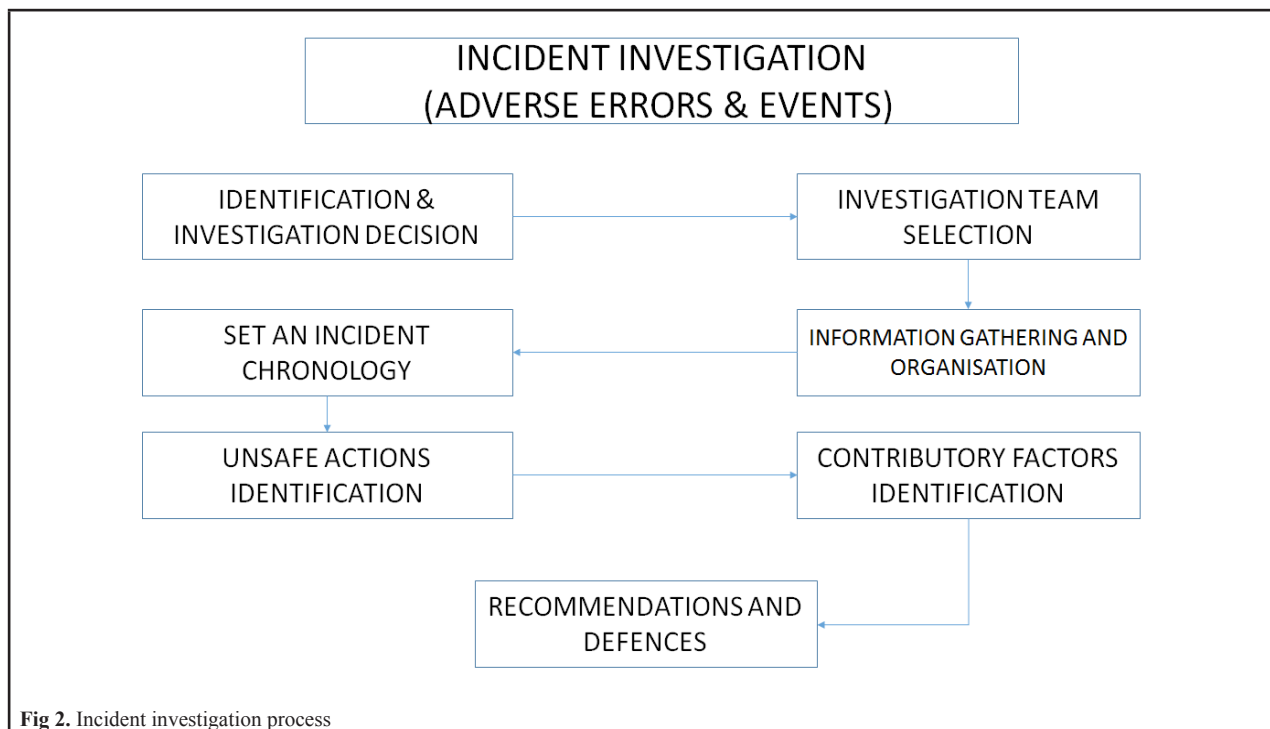 INCIDENT INVESTIGATION
(ADVERSE ERRORS & EVENTS)
IDENTIFICATION &
INVESTIGATION DECISION
INVESTIGATION TEAM
SELECTION
INFORMATION GATHERING AND
ORGANISATION
SET AN INCIDENT
CHRONOLOGY
UNSAFE ACTIONS
IDENTIFICATION
CONTRIBUTORY FACTORS
IDENTIFICATION
RECOMMENDATIONS AND
DEFENCES
Fig 2. Incident investigation process